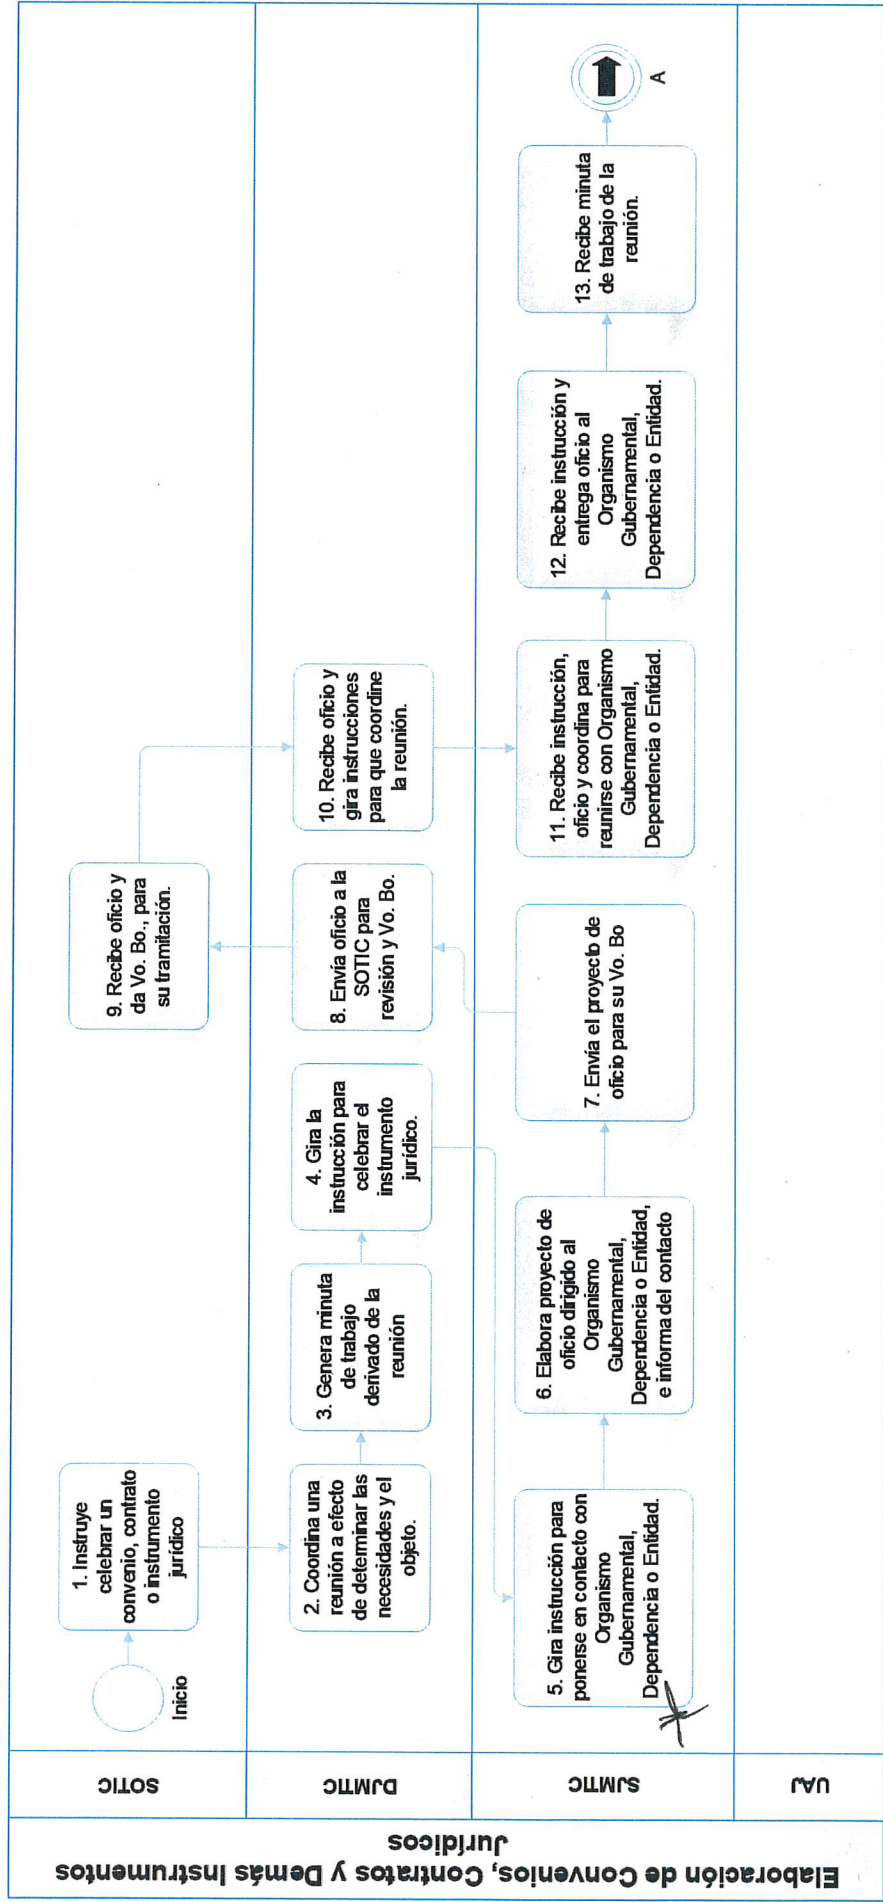 Elaboración de Convenios, Contratos y Demás Instrumentos
Jurídicos
SOTIC
Inicio
1. Instruye
celebrar un
convenio, contrato
o instrumento
jurídico
9. Recibe oficio y
da Vo. Bo., para
su tramitación.
DJMTIC
2. Coordina una
reunión a efecto
de determinar las
necesidades y el
objeto.
3. Genera minuta
de trabajo
derivado de la
reunión
4. Gira la
instrucción para
celebrar el
instrumento
jurídico.
8. Envía oficio a la
SOTIC para
revisión y Vo. Bo.
10. Recibe oficio y
gira instrucciones
para que coordine
la reunión.
SJMTIC
5. Gira instrucción para
ponerse en contacto con
Organismo
Gubernamental,
Dependencia o Entidad.
6. Elabora proyecto de
oficio dirigido al
Organismo
Gubernamental,
Dependencia o Entidad,
e informa del contacto
7. Envía el proyecto de
oficio para su Vo. Bo
11. Recibe instrucción,
oficio y coordina para
reunirse con Organismo
Gubernamental,
Dependencia o Entidad.
12. Recibe instrucción y
entrega oficio al
Organismo
Gubernamental,
Dependencia o Entidad.
13. Recibe minuta
de trabajo de la
reunión.
A
UAJ